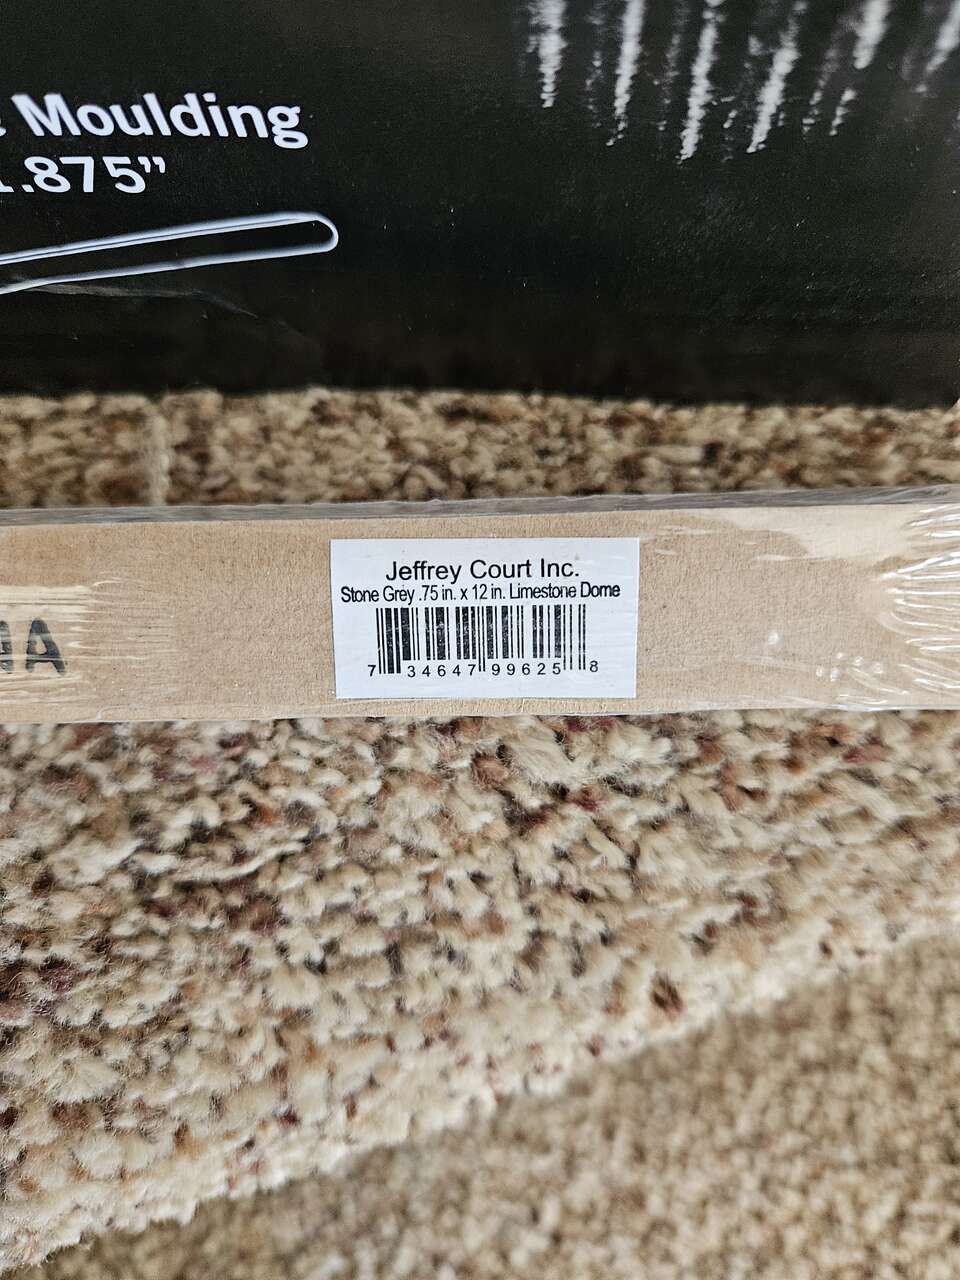 Moulding
.875”
Jeffrey Court Inc.
Stone Grey .75 in. x 12 in. Limestone Dome
7 34647 99625 8